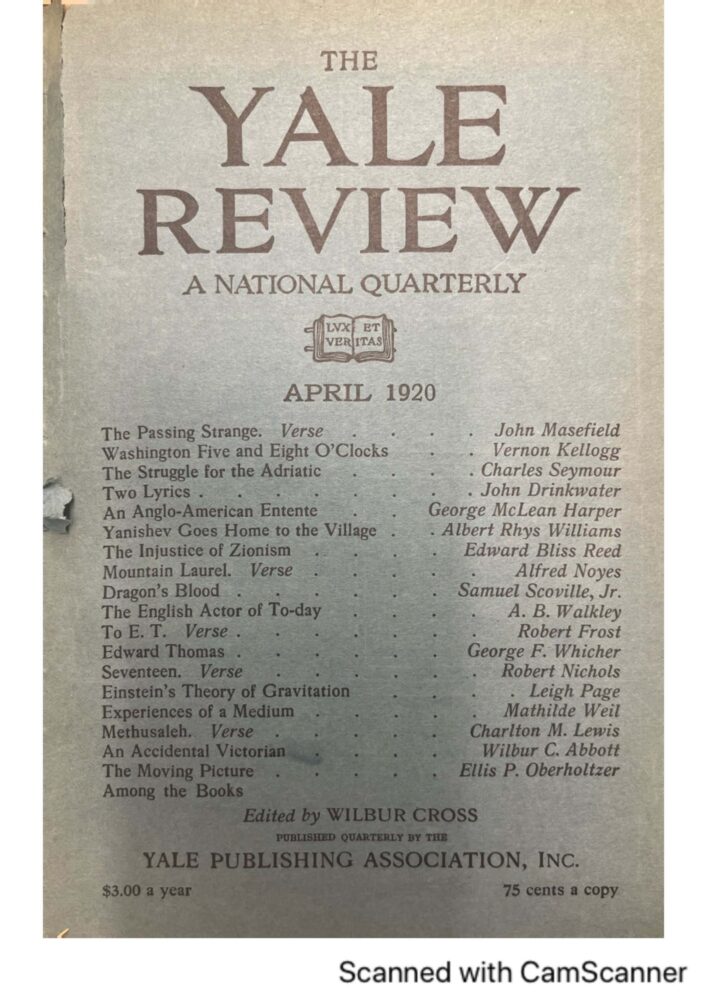 THE
YALE
REVIEW
A NATIONAL QUARTERLY
LVX ET
VERITAS
APRIL 1920
The Passing Strange. Verse . . . . John Masefield
Washington Five and Eight O'Clocks . . Vernon Kellogg
The Struggle for the Adriatic . . . . Charles Seymour
Two Lyrics . . . . . . . . John Drinkwater
An Anglo-American Entente . . George McLean Harper
Yanishev Goes Home to the Village . . Albert Rhys Williams
The Injustice of Zionism . . . . Edward Bliss Reed
Mountain Laurel. Verse . . . . . Alfred Noyes
Dragon's Blood . . . . . . Samuel Scoville, Jr.
The English Actor of To-day . . . . A. B. Walkley
To E. T. Verse . . . . . . . Robert Frost
Edward Thomas . . . . . . George F. Whicher
Seventeen. Verse . . . . . . Robert Nichols
Einstein's Theory of Gravitation . . . . Leigh Page
Experiences of a Medium . . . . . Mathilde Weil
Methusaleh. Verse . . . . . Charlton M. Lewis
An Accidental Victorian . . . . Wilbur C. Abbott
The Moving Picture . . . . . Ellis P. Oberholtzer
Among the Books
Edited by WILBUR CROSS
PUBLISHED QUARTERLY BY THE
YALE PUBLISHING ASSOCIATION, INC.
$3.00 a year 75 cents a copy
Scanned with CamScanner